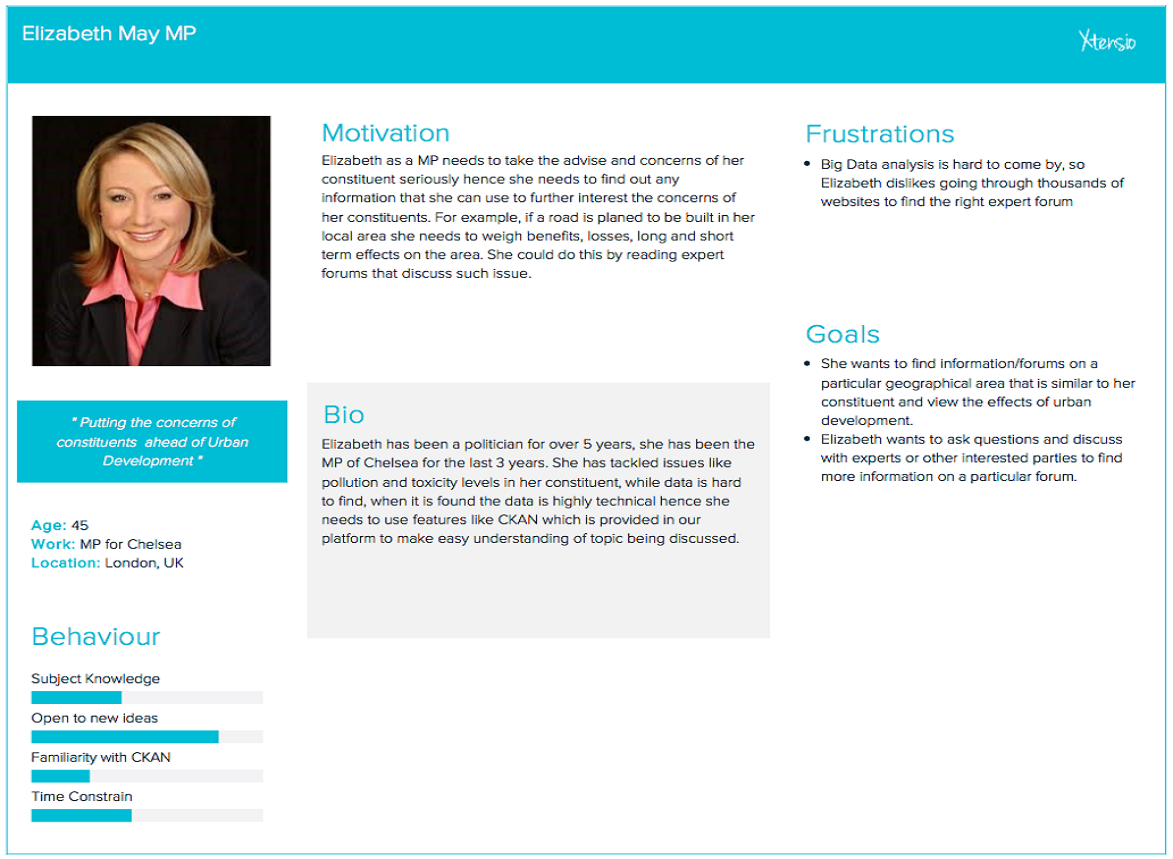 Elizabeth May MP
Xtensio
Motivation
Elizabeth as a MP needs to take the advise and concerns of her
constituent seriously hence she needs to find out any
information that she can use to further interest the concerns of
her constituents. For example, if a road is planed to be built in her
local area she needs to weigh benefits, losses, long and short
term effects on the area. She could do this by reading expert
forums that discuss such issue.
Frustrations
• Big Data analysis is hard to come by, so
Elizabeth dislikes going through thousands of
websites to find the right expert forum
Goals
• She wants to find information/forums on a
particular geographical area that is similar to her
constituent and view the effects of urban
development.
• Elizabeth wants to ask questions and discuss
with experts or other interested parties to find
more information on a particular forum.
" Putting the concerns of
constituents ahead of Urban
Development "
Bio
Elizabeth has been a politician for over 5 years, she has been the
MP of Chelsea for the last 3 years. She has tackled issues like
pollution and toxicity levels in her constituent, while data is hard
to find, when it is found the data is highly technical hence she
needs to use features like CKAN which is provided in our
platform to make easy understanding of topic being discussed.
Age: 45
Work: MP for Chelsea
Location: London, UK
Behaviour
Subject Knowledge
Open to new ideas
Familiarity with CKAN
Time Constrain